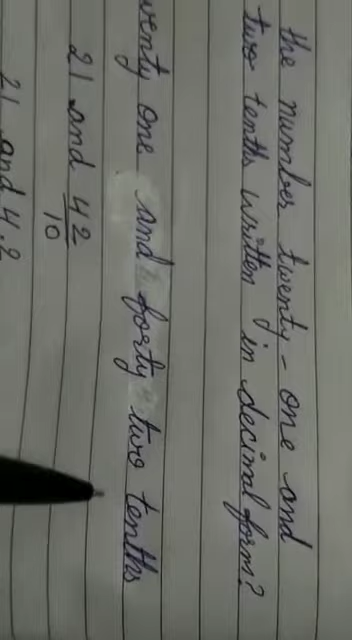 the number twenty-one and
two tenths written in decimal form?
wenty one and forty two tenths
21 and 42/10
21 and 4.2